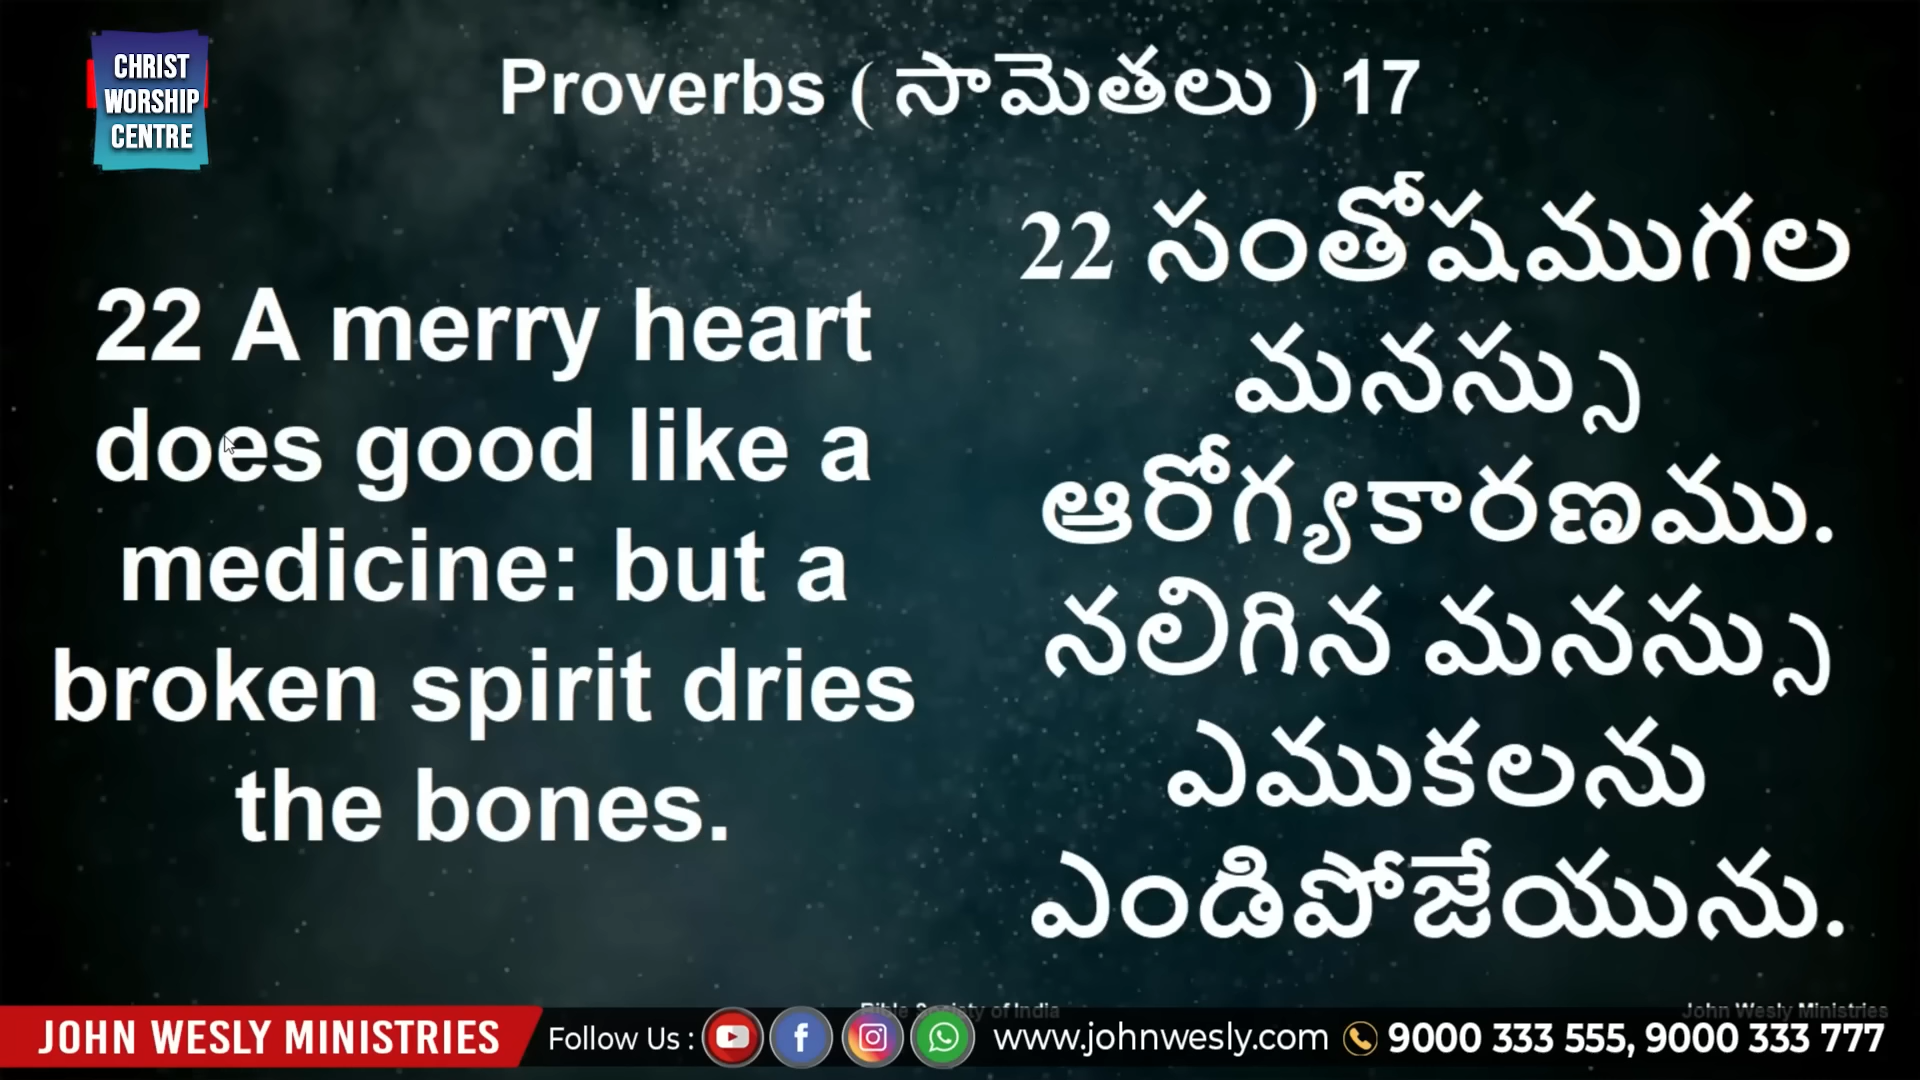 CHRIST
WORSHIP
CENTRE
Proverbs ( సామెతలు ) 17
22 A merry heart
does good like a
medicine: but a
broken spirit dries
the bones.
22 సంతోషముగల
మనస్సు
ఆరోగ్యకారణము.
నలిగిన మనస్సు
ఎముకలను
ఎండిపోజేయును.
Bible Society of India
John Wesly Ministries
JOHN WESLY MINISTRIES
Follow Us :
www.johnwesly.com
9000 333 555, 9000 333 777